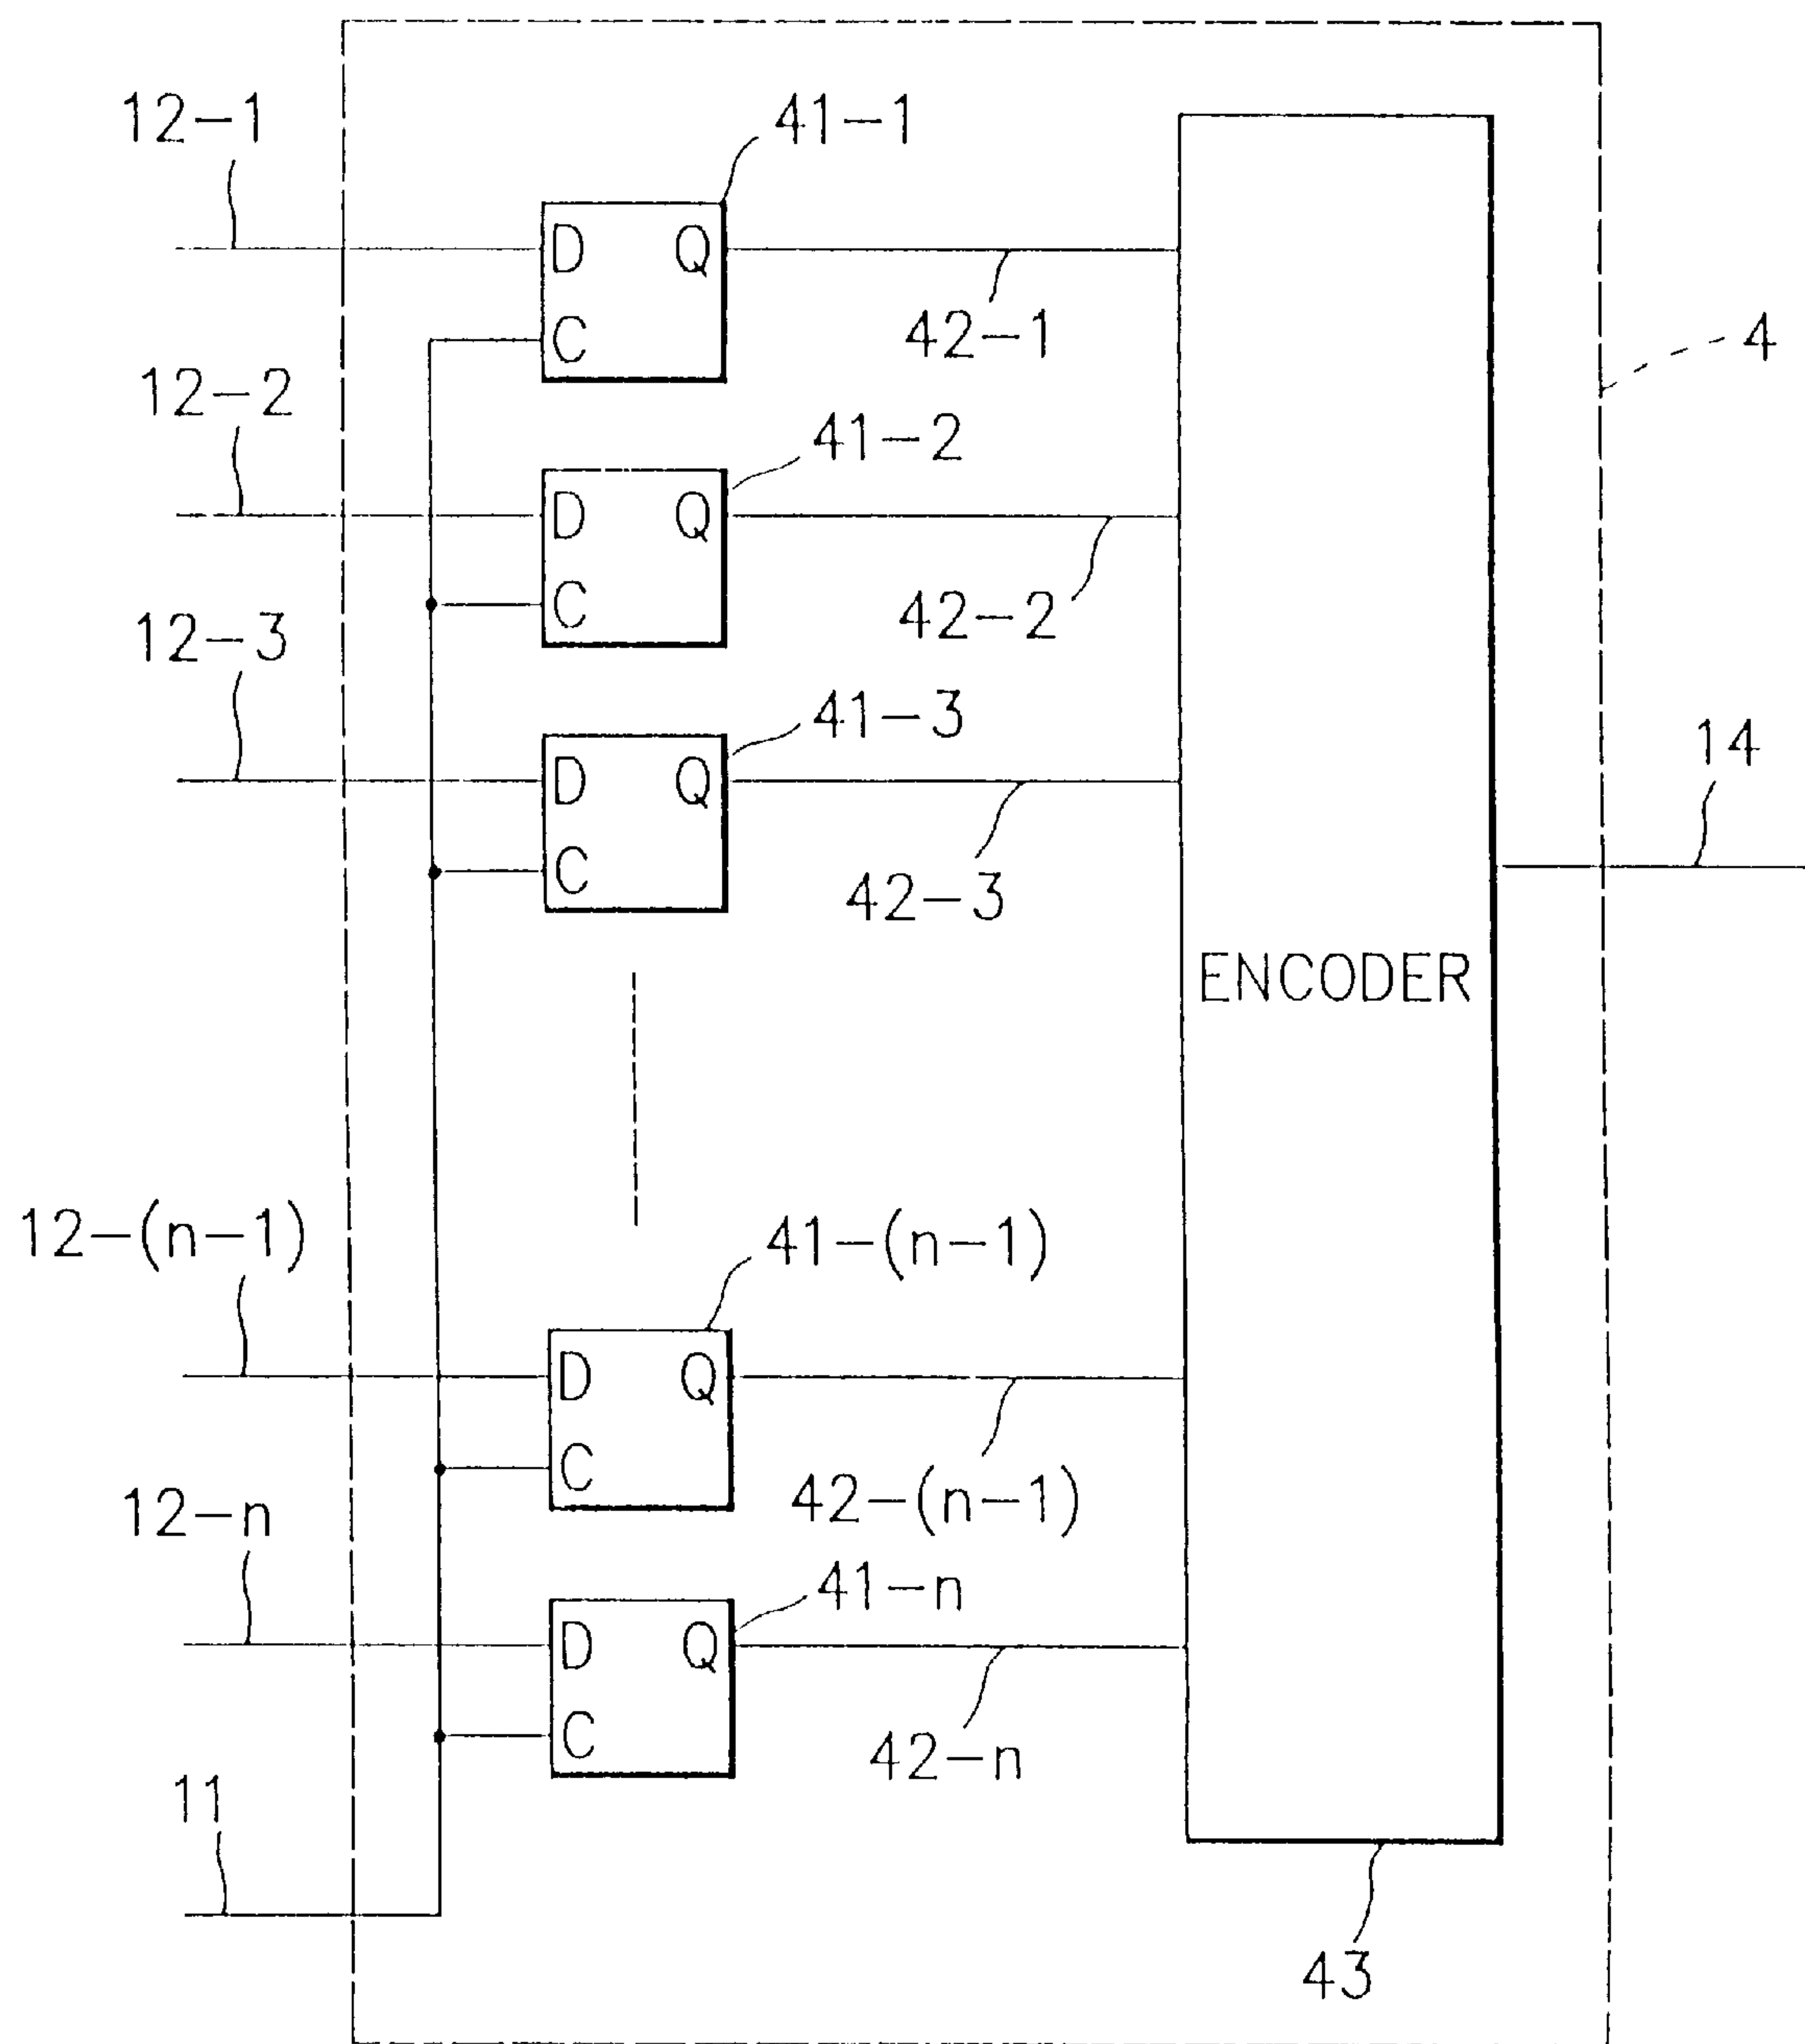 12-1
41-1
D Q
C
42-1
4
12-2
41-2
D Q
C
42-2
12-3
41-3
D Q
C
42-3
14
ENCODER
12-(n-1)
41-(n-1)
D Q
C
42-(n-1)
12-n
41-n
D Q
C
42-n
11
43